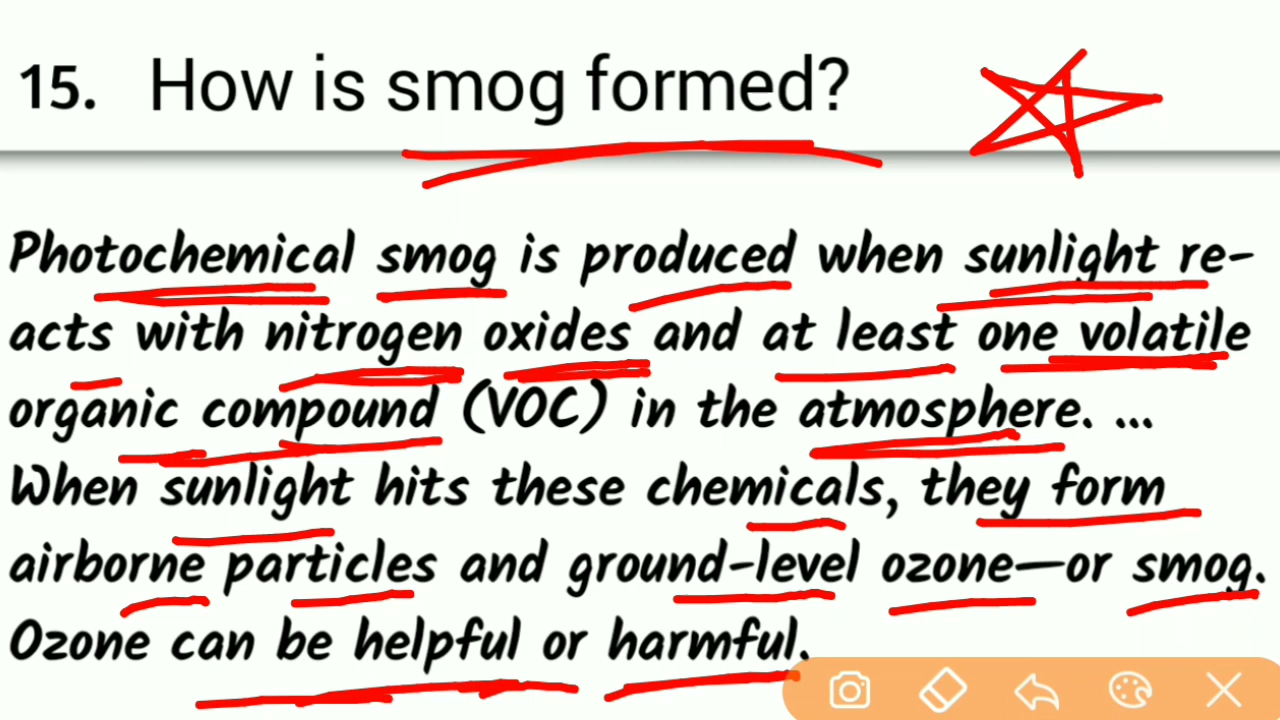 15. How is smog formed?
Photochemical smog is produced when sunlight re-
acts with nitrogen oxides and at least one volatile
organic compound (VOC) in the atmosphere. ...
When sunlight hits these chemicals, they form
airborne particles and ground-level ozone—or smog.
Ozone can be helpful or harmful.